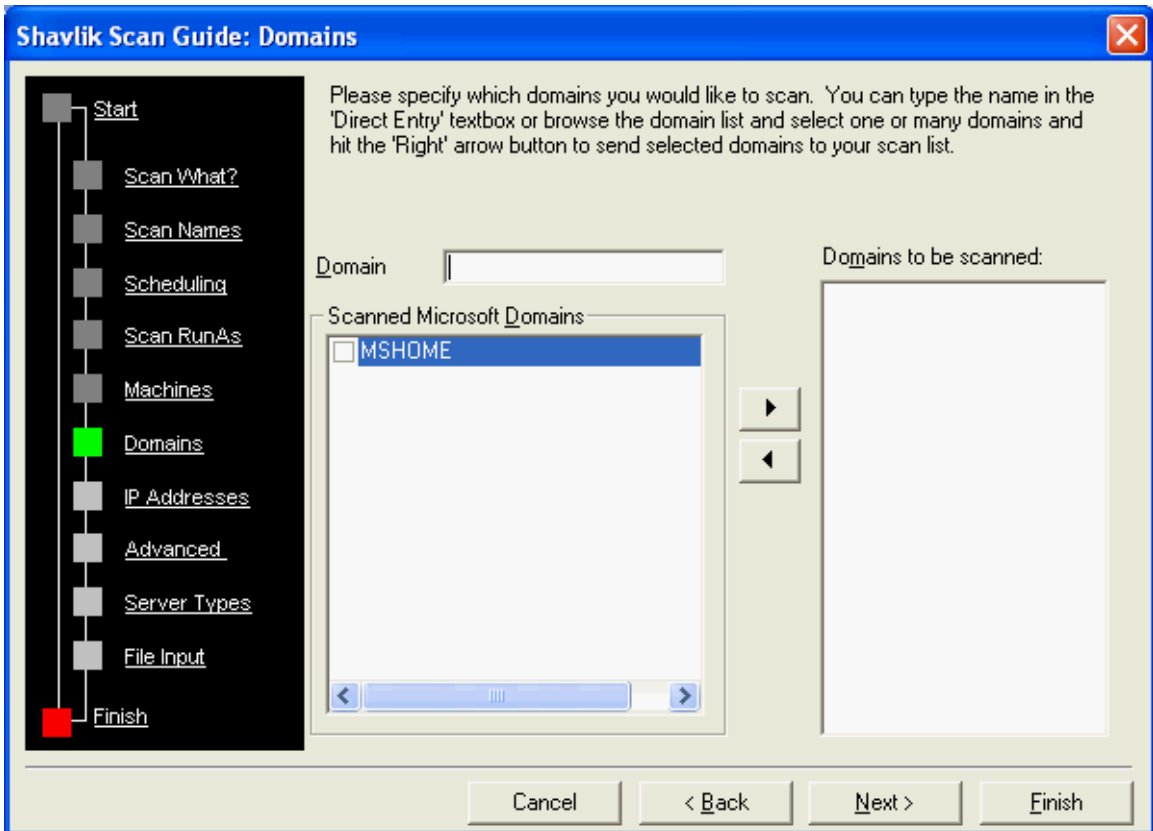 Shavlik Scan Guide: Domains
Start
Scan What?
Scan Names
Scheduling
Scan RunAs
Machines
Domains
IP Addresses
Advanced
Server Types
File Input
Finish
Please specify which domains you would like to scan. You can type the name in the
'Direct Entry' textbox or browse the domain list and select one or many domains and
hit the 'Right' arrow button to send selected domains to your scan list.
Domain
Scanned Microsoft Domains
MSHOME
Domains to be scanned:
Cancel
< Back
Next >
Finish